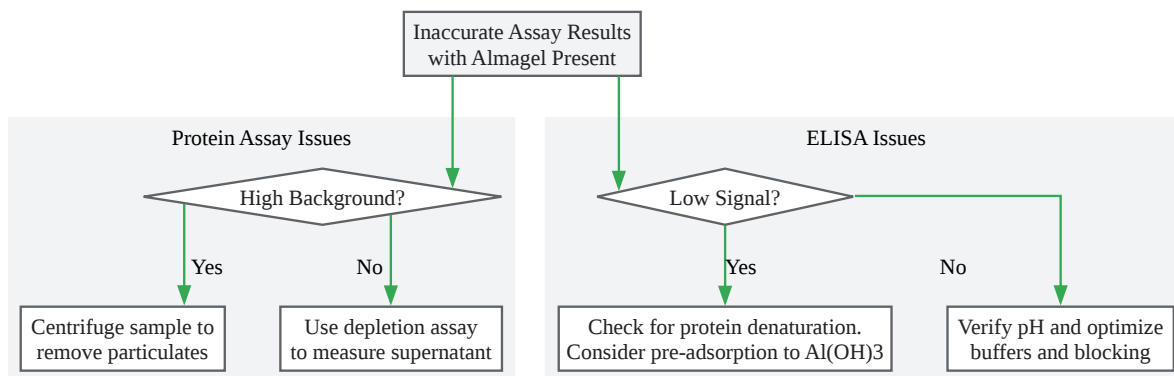 Inaccurate Assay Results
with Almagel Present
Protein Assay Issues
High Background?
Yes
No
Centrifuge sample to
remove particulates
Use depletion assay
to measure supernatant
ELISA Issues
Low Signal?
Yes
No
Check for protein denaturation.
Consider pre-adsorption to Al(OH)3
Verify pH and optimize
buffers and blocking